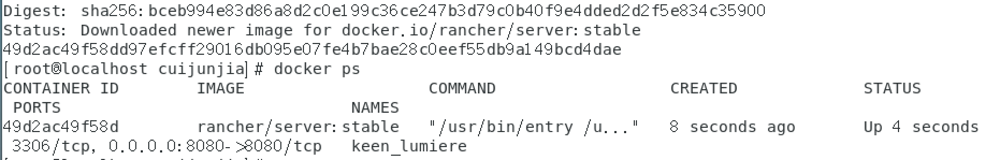 Digest: sha256:bceb994e83d86a8d2c0e199c36ce247b3d79c0b40f9e4dded2d2f5e834c35900
Status: Downloaded newer image for docker.io/rancher/server:stable
49d2ac49f58dd97efcff29016db095e07fe4b7bae28c0eef55db9a149bcd4dae
[root@localhost cuijunjia]# docker ps
CONTAINER ID        IMAGE                   COMMAND                  CREATED             STATUS
 PORTS                              NAMES
49d2ac49f58d        rancher/server:stable   "/usr/bin/entry /u..."   8 seconds ago       Up 4 seconds
 3306/tcp, 0.0.0.0:8080->8080/tcp   keen_lumiere